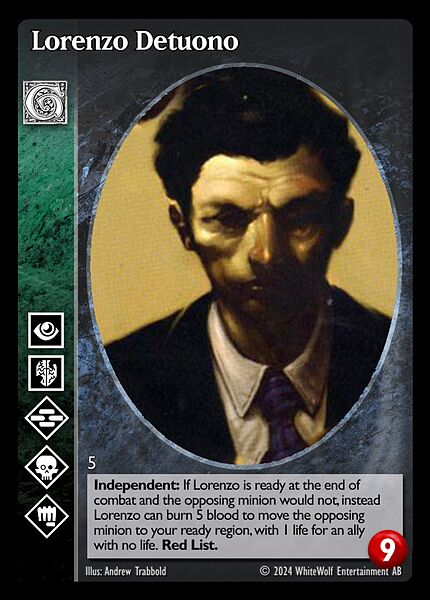 Lorenzo Detuono
5
Independent: If Lorenzo is ready at the end of
combat and the opposing minion would not, instead
Lorenzo can burn 5 blood to move the opposing
minion to your ready region, with 1 life for an ally
with no life. Red List.
9
Illus: Andrew Trabbold
© 2024 WhiteWolf Entertainment AB